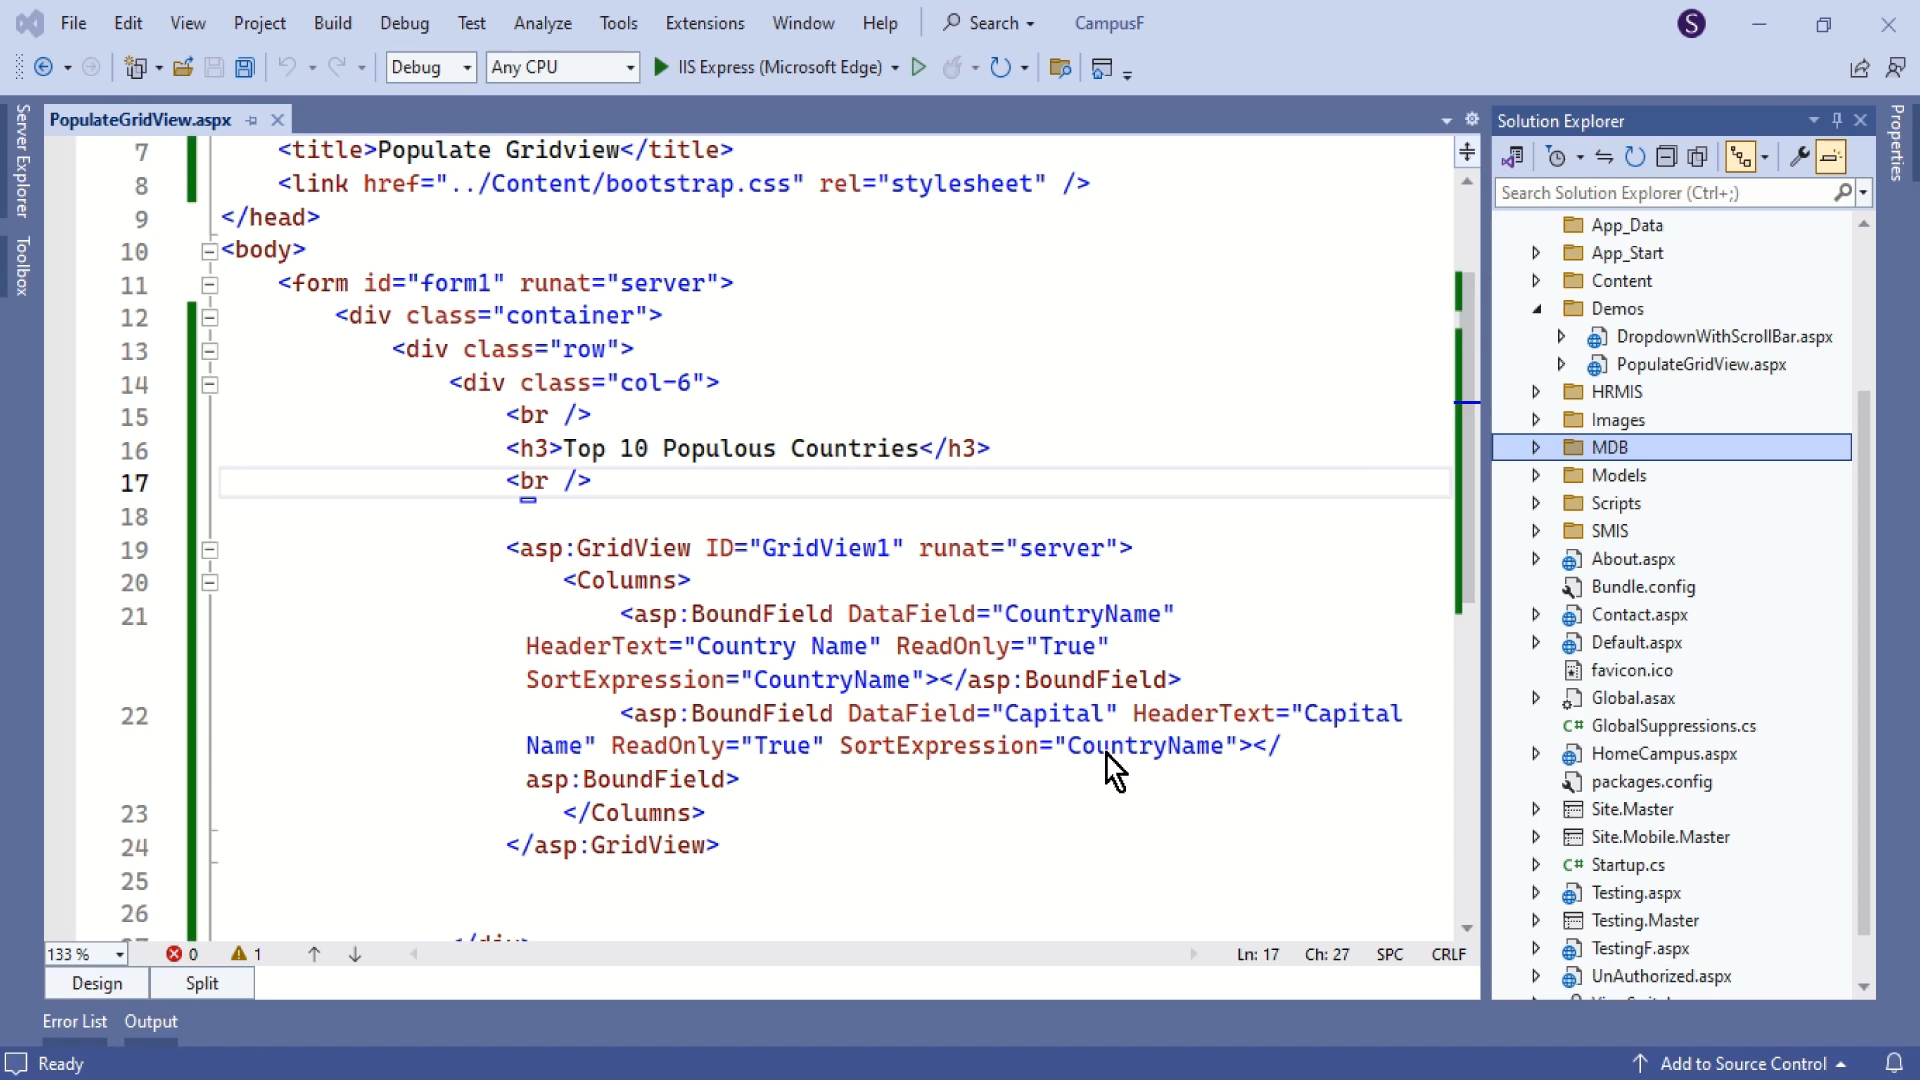 File Edit View Project Build Debug Test Analyze Tools Extensions Window Help Search CampusF S
Debug Any CPU IIS Express (Microsoft Edge)
Server Explorer
Toolbox
PopulateGridView.aspx
7 <title>Populate Gridview</title>
8 <link href="../Content/bootstrap.css" rel="stylesheet" />
9 </head>
10 <body>
11 <form id="form1" runat="server">
12 <div class="container">
13 <div class="row">
14 <div class="col-6">
15 <br />
16 <h3>Top 10 Populous Countries</h3>
17 <br />
18
19 <asp:GridView ID="GridView1" runat="server">
20 <Columns>
21 <asp:BoundField DataField="CountryName"
HeaderText="Country Name" ReadOnly="True"
SortExpression="CountryName"></asp:BoundField>
22 <asp:BoundField DataField="Capital" HeaderText="Capital
Name" ReadOnly="True" SortExpression="CountryName"></
asp:BoundField>
23 </Columns>
24 </asp:GridView>
25
26
133 % 0 1 Ln: 17 Ch: 27 SPC CRLF
Design Split
Solution Explorer
Search Solution Explorer (Ctrl+;)
App_Data
App_Start
Content
Demos
DropdownWithScrollBar.aspx
PopulateGridView.aspx
HRMIS
Images
MDB
Models
Scripts
SMIS
About.aspx
Bundle.config
C# GlobalSuppressions.cs
Contact.aspx
Default.aspx
favicon.ico
Global.asax
HomeCampus.aspx
packages.config
Site.Master
Site.Mobile.Master
C# Startup.cs
Testing.aspx
Testing.Master
TestingF.aspx
UnAuthorized.aspx
Properties
Error List Output
Ready Add to Source Control